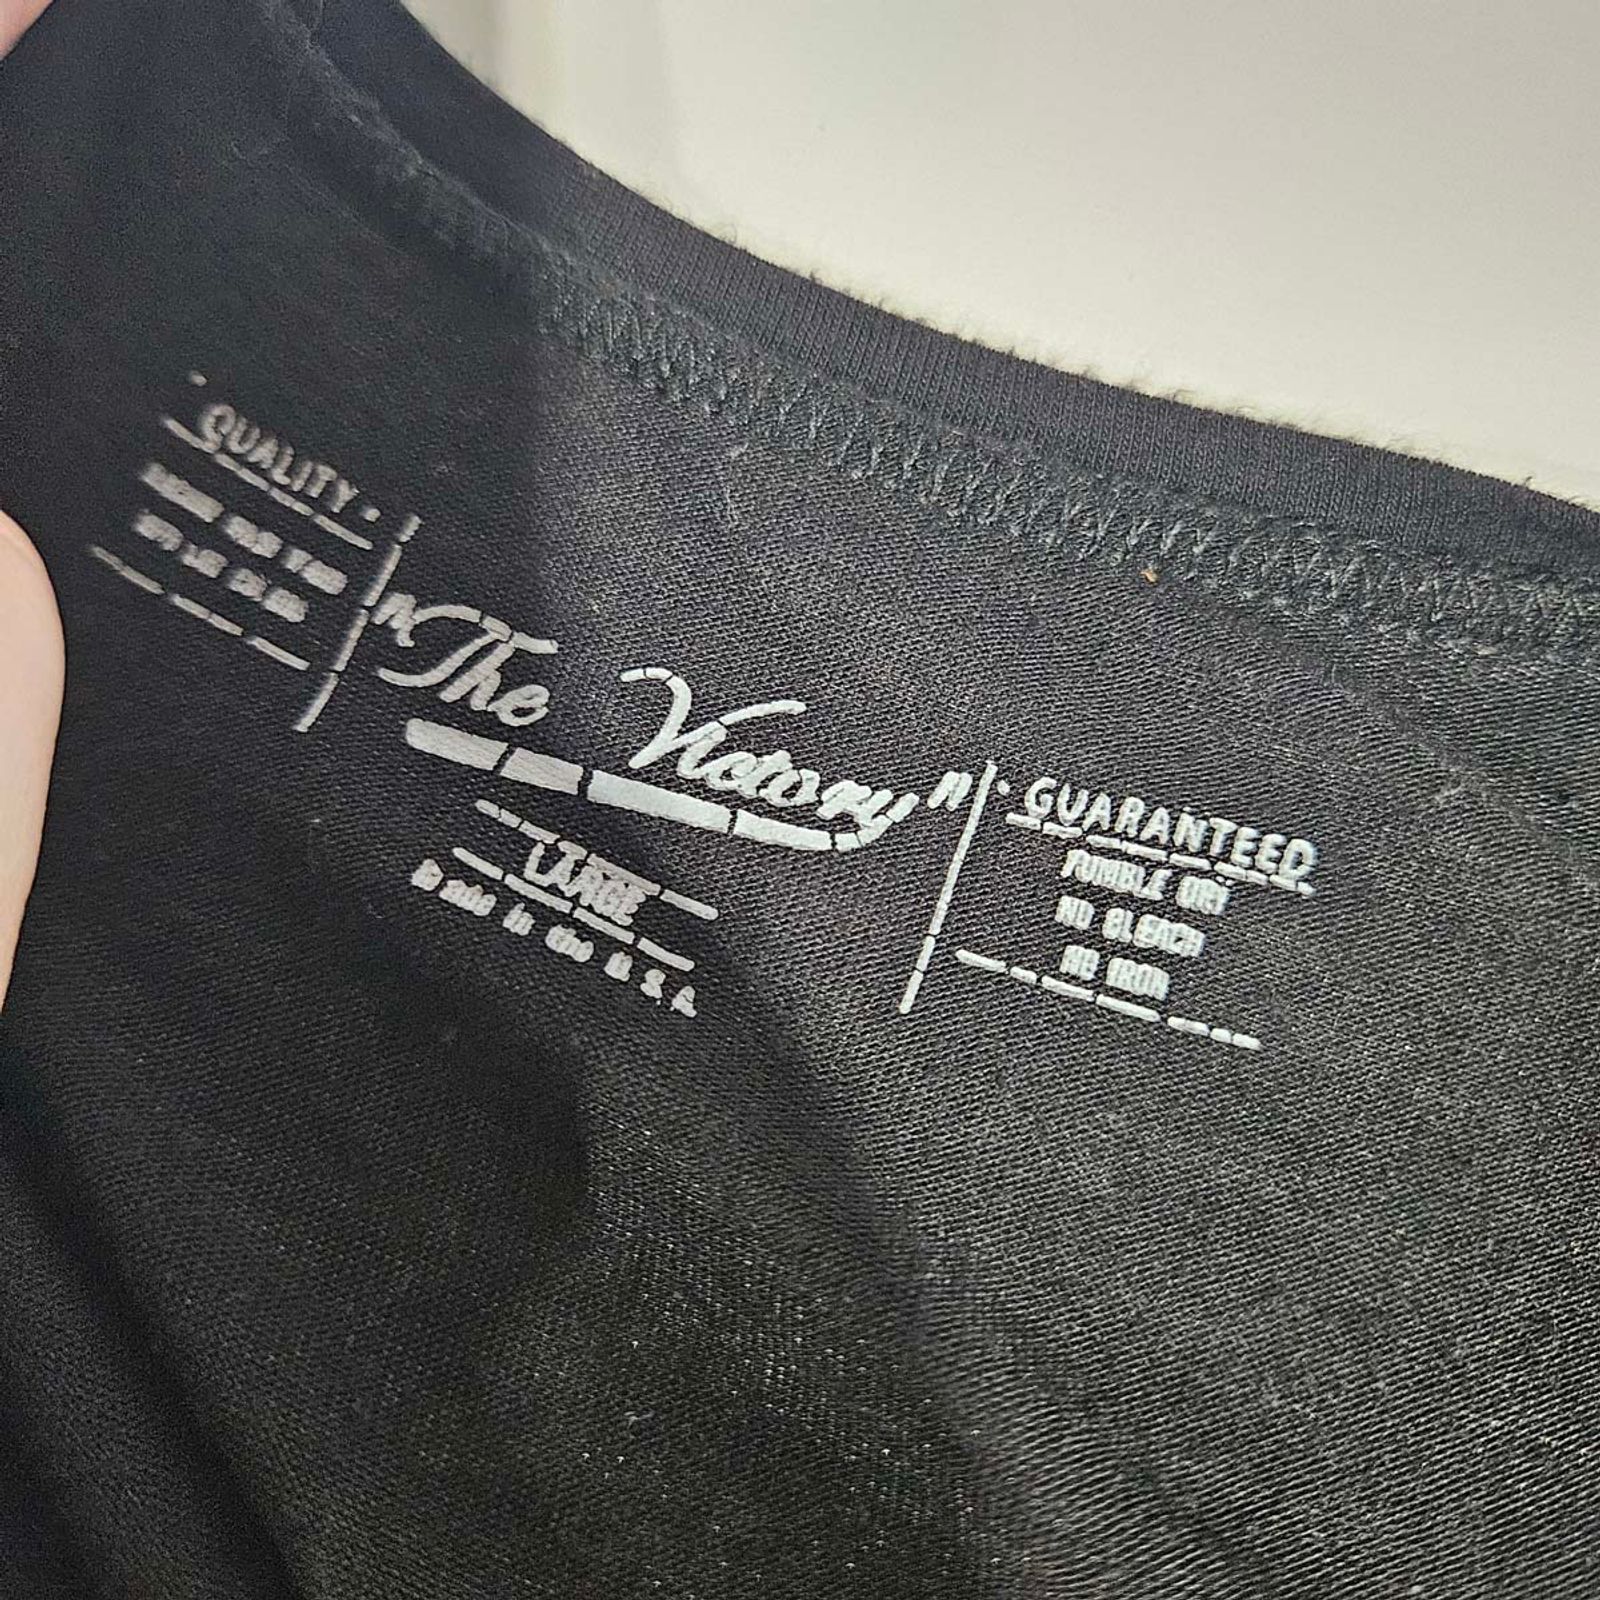 QUALITY
"The Victory"
LARGE
Made in the U.S.A.
GUARANTEED
TUMBLE DRY
NO BLEACH
NO IRON